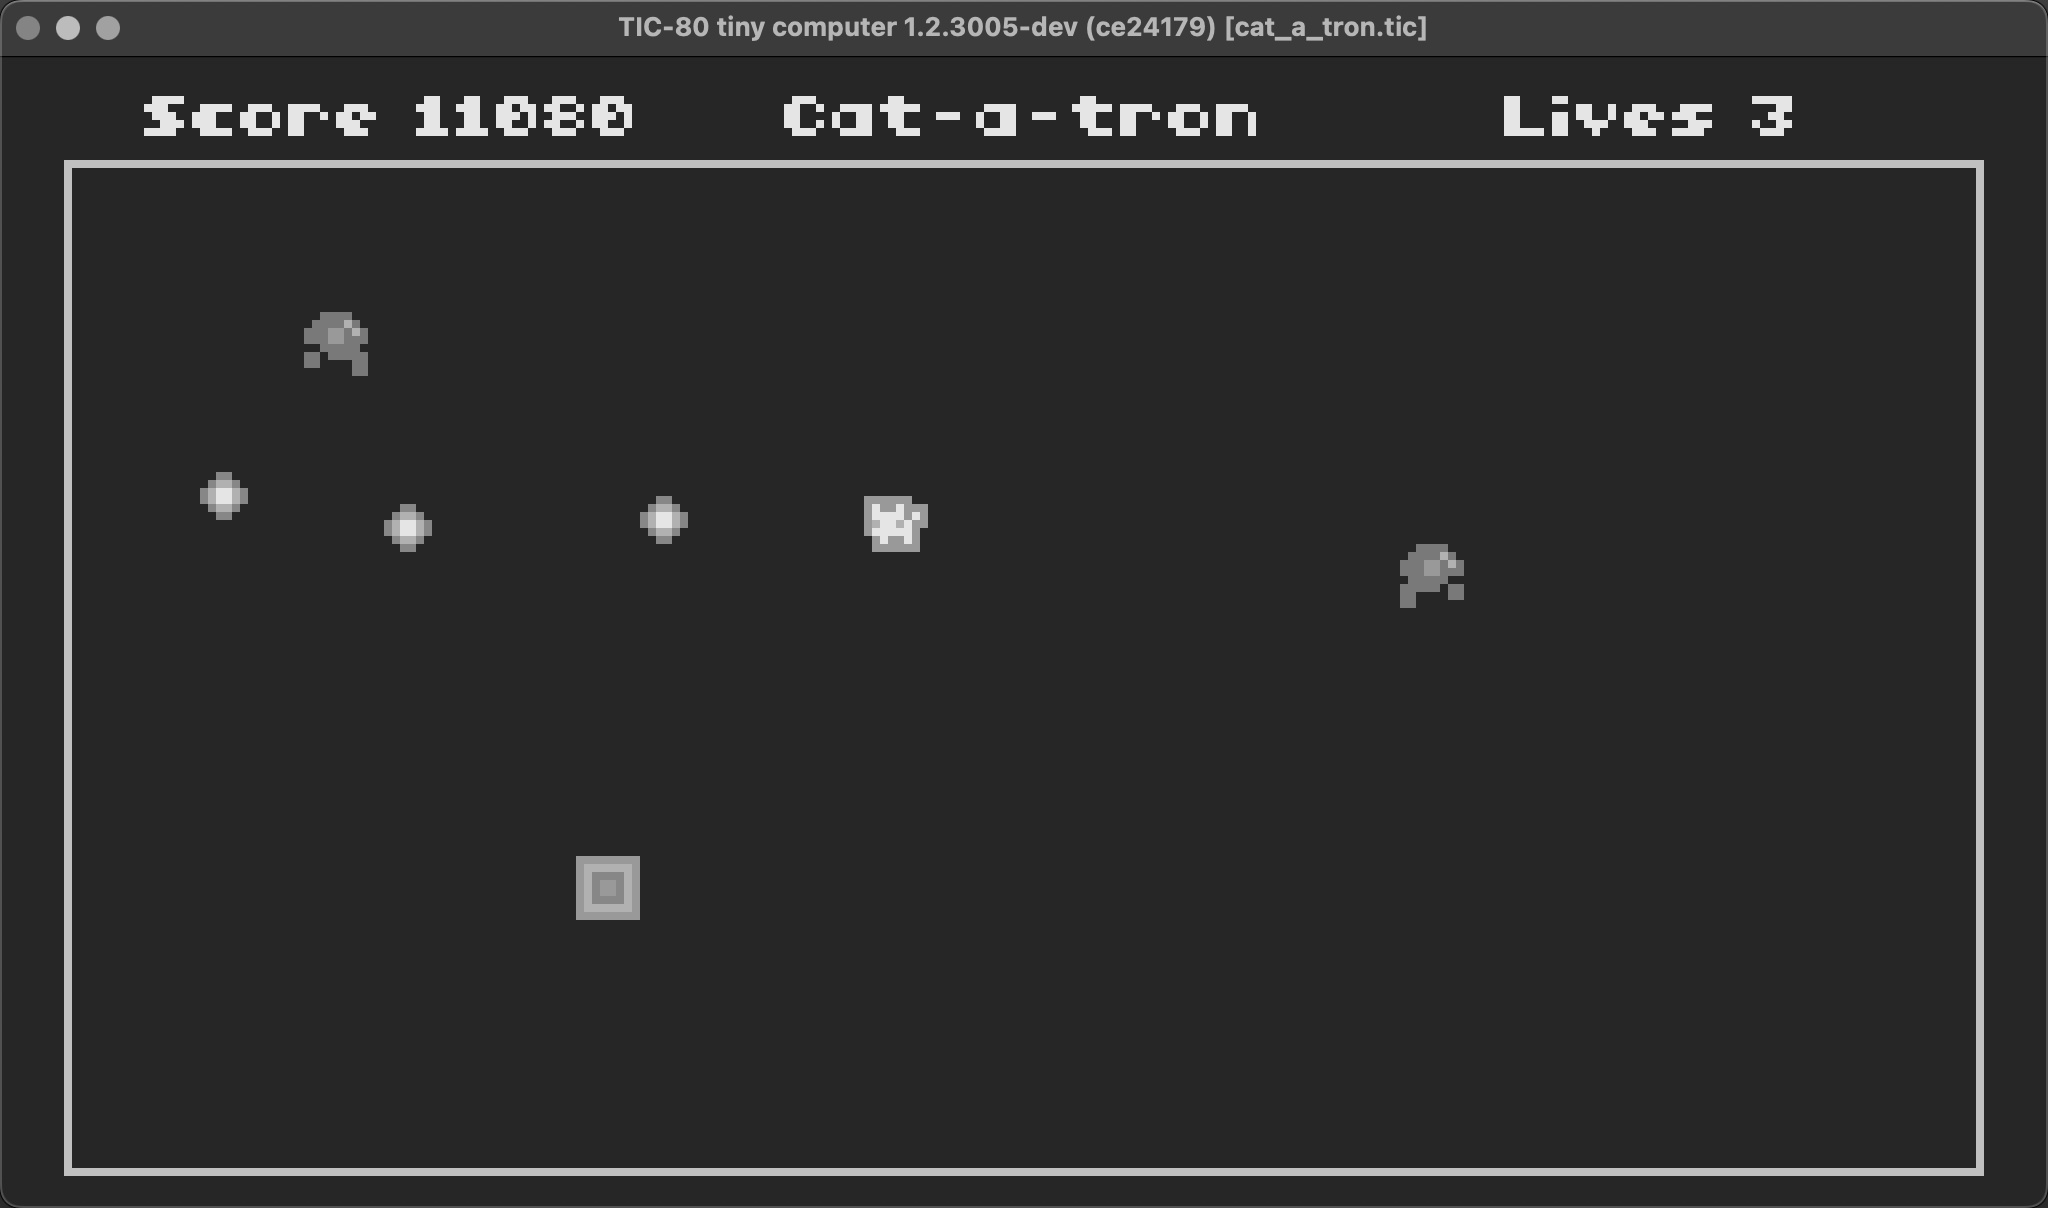 TIC-80 tiny computer 1.2.3005-dev (ce24179) [cat_a_tron.tic]
Score 11080 Cat-a-tron Lives 3